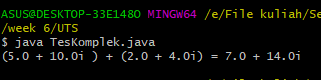 ASUS@DESKTOP-33E1480 MINGW64 /e/File kuliah/Se
/week 6/UTS
$ java TesKomplek.java
(5.0 + 10.0i ) + (2.0 + 4.0i) = 7.0 + 14.0i